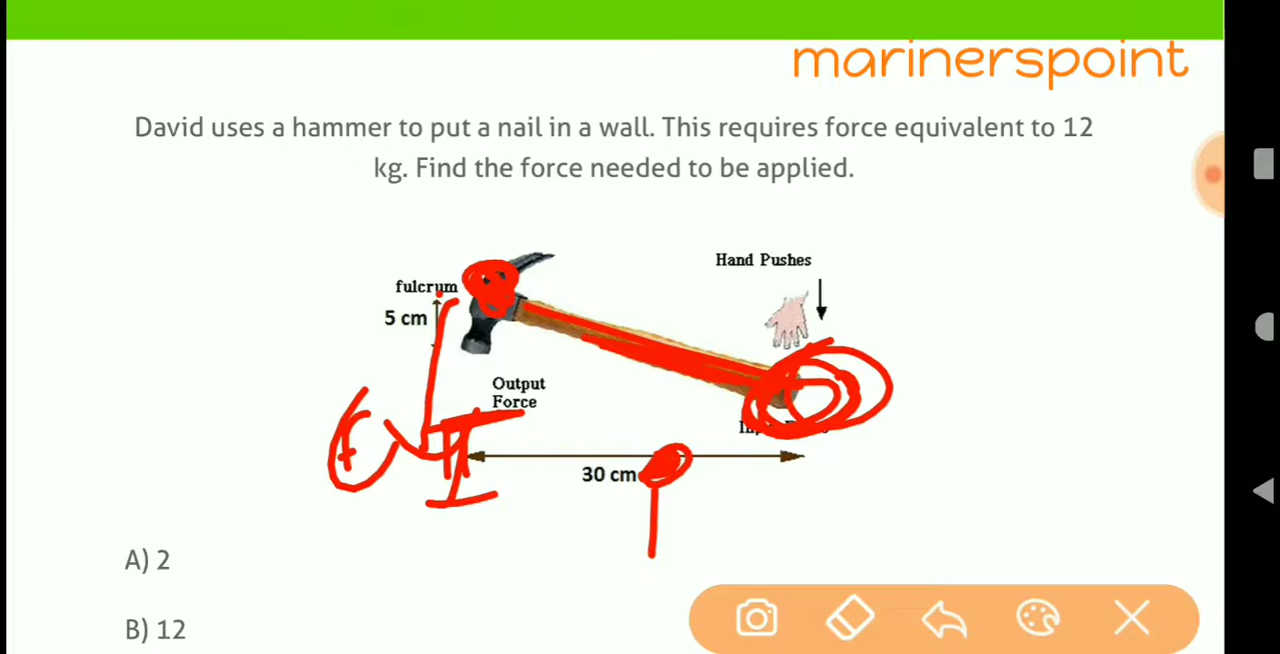 marinerspoint
David uses a hammer to put a nail in a wall. This requires force equivalent to 12
kg. Find the force needed to be applied.
Hand Pushes
fulcrum
5 cm
Output
Force
30 cm
A) 2
B) 12